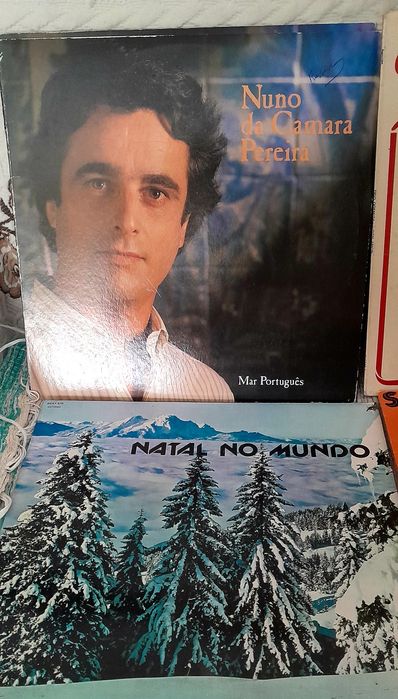 Nuno
da Camara
Pereira
Mar Português
NATAL NO MUNDO